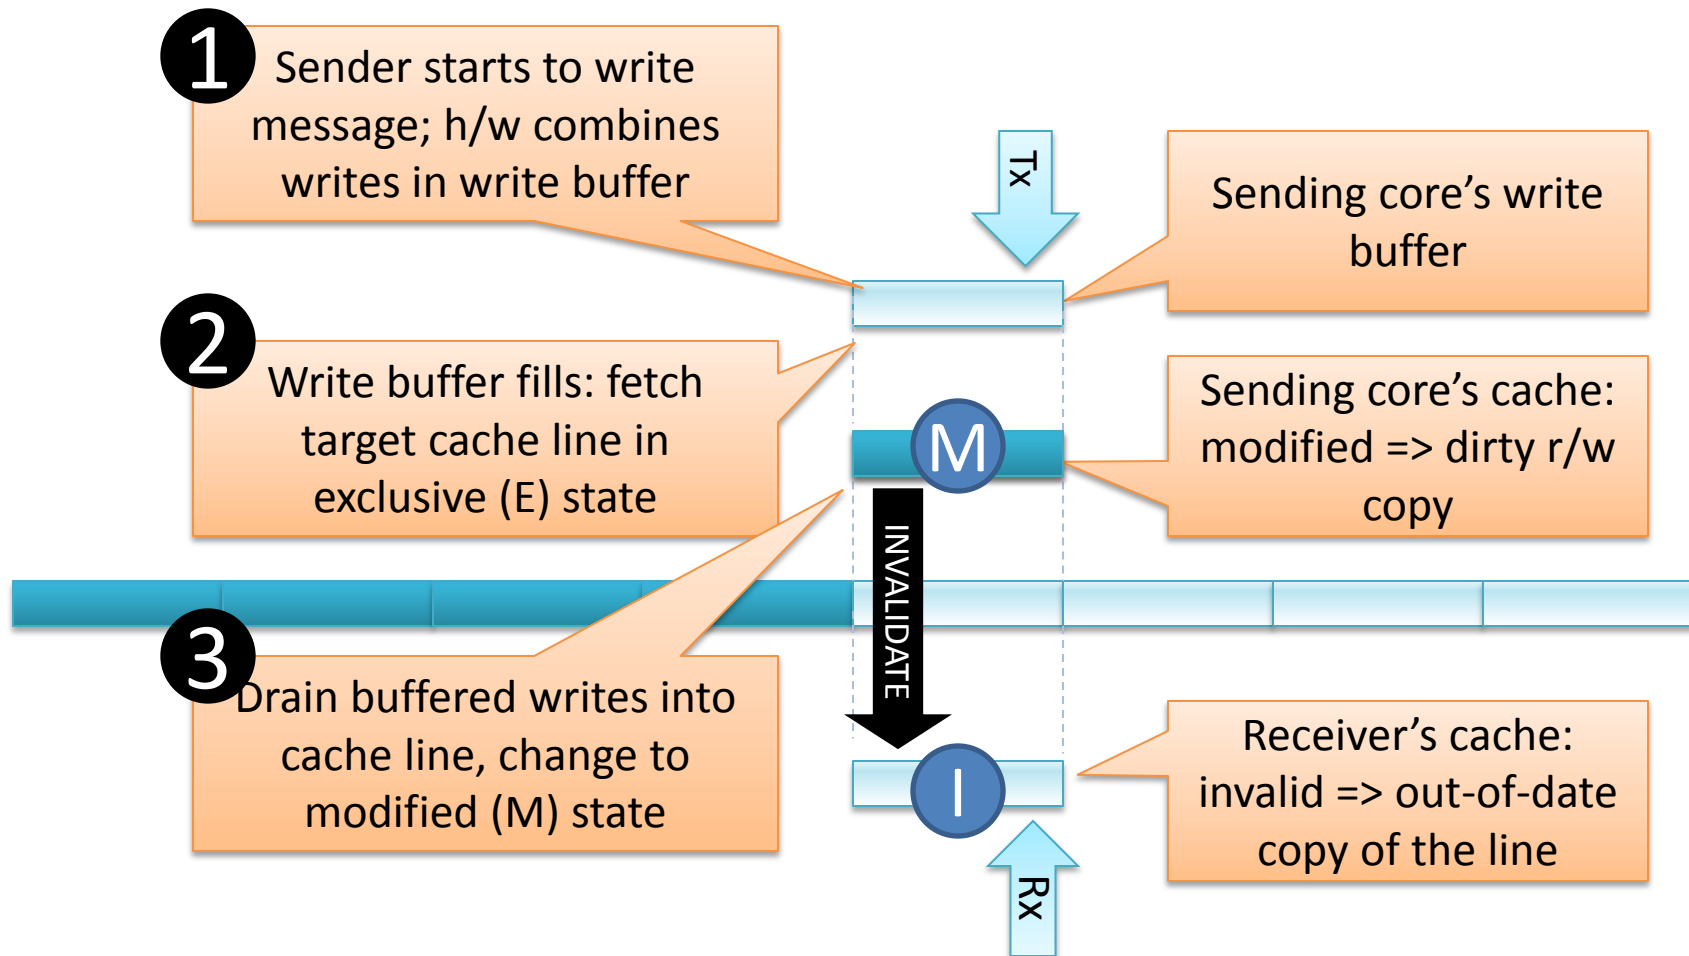 1
Sender starts to write
message; h/w combines
writes in write buffer
Tx
Sending core’s write
buffer
2
Write buffer fills: fetch
target cache line in
exclusive (E) state
M
Sending core’s cache:
modified => dirty r/w
copy
INVALIDATE
3
Drain buffered writes into
cache line, change to
modified (M) state
I
Receiver’s cache:
invalid => out-of-date
copy of the line
Rx